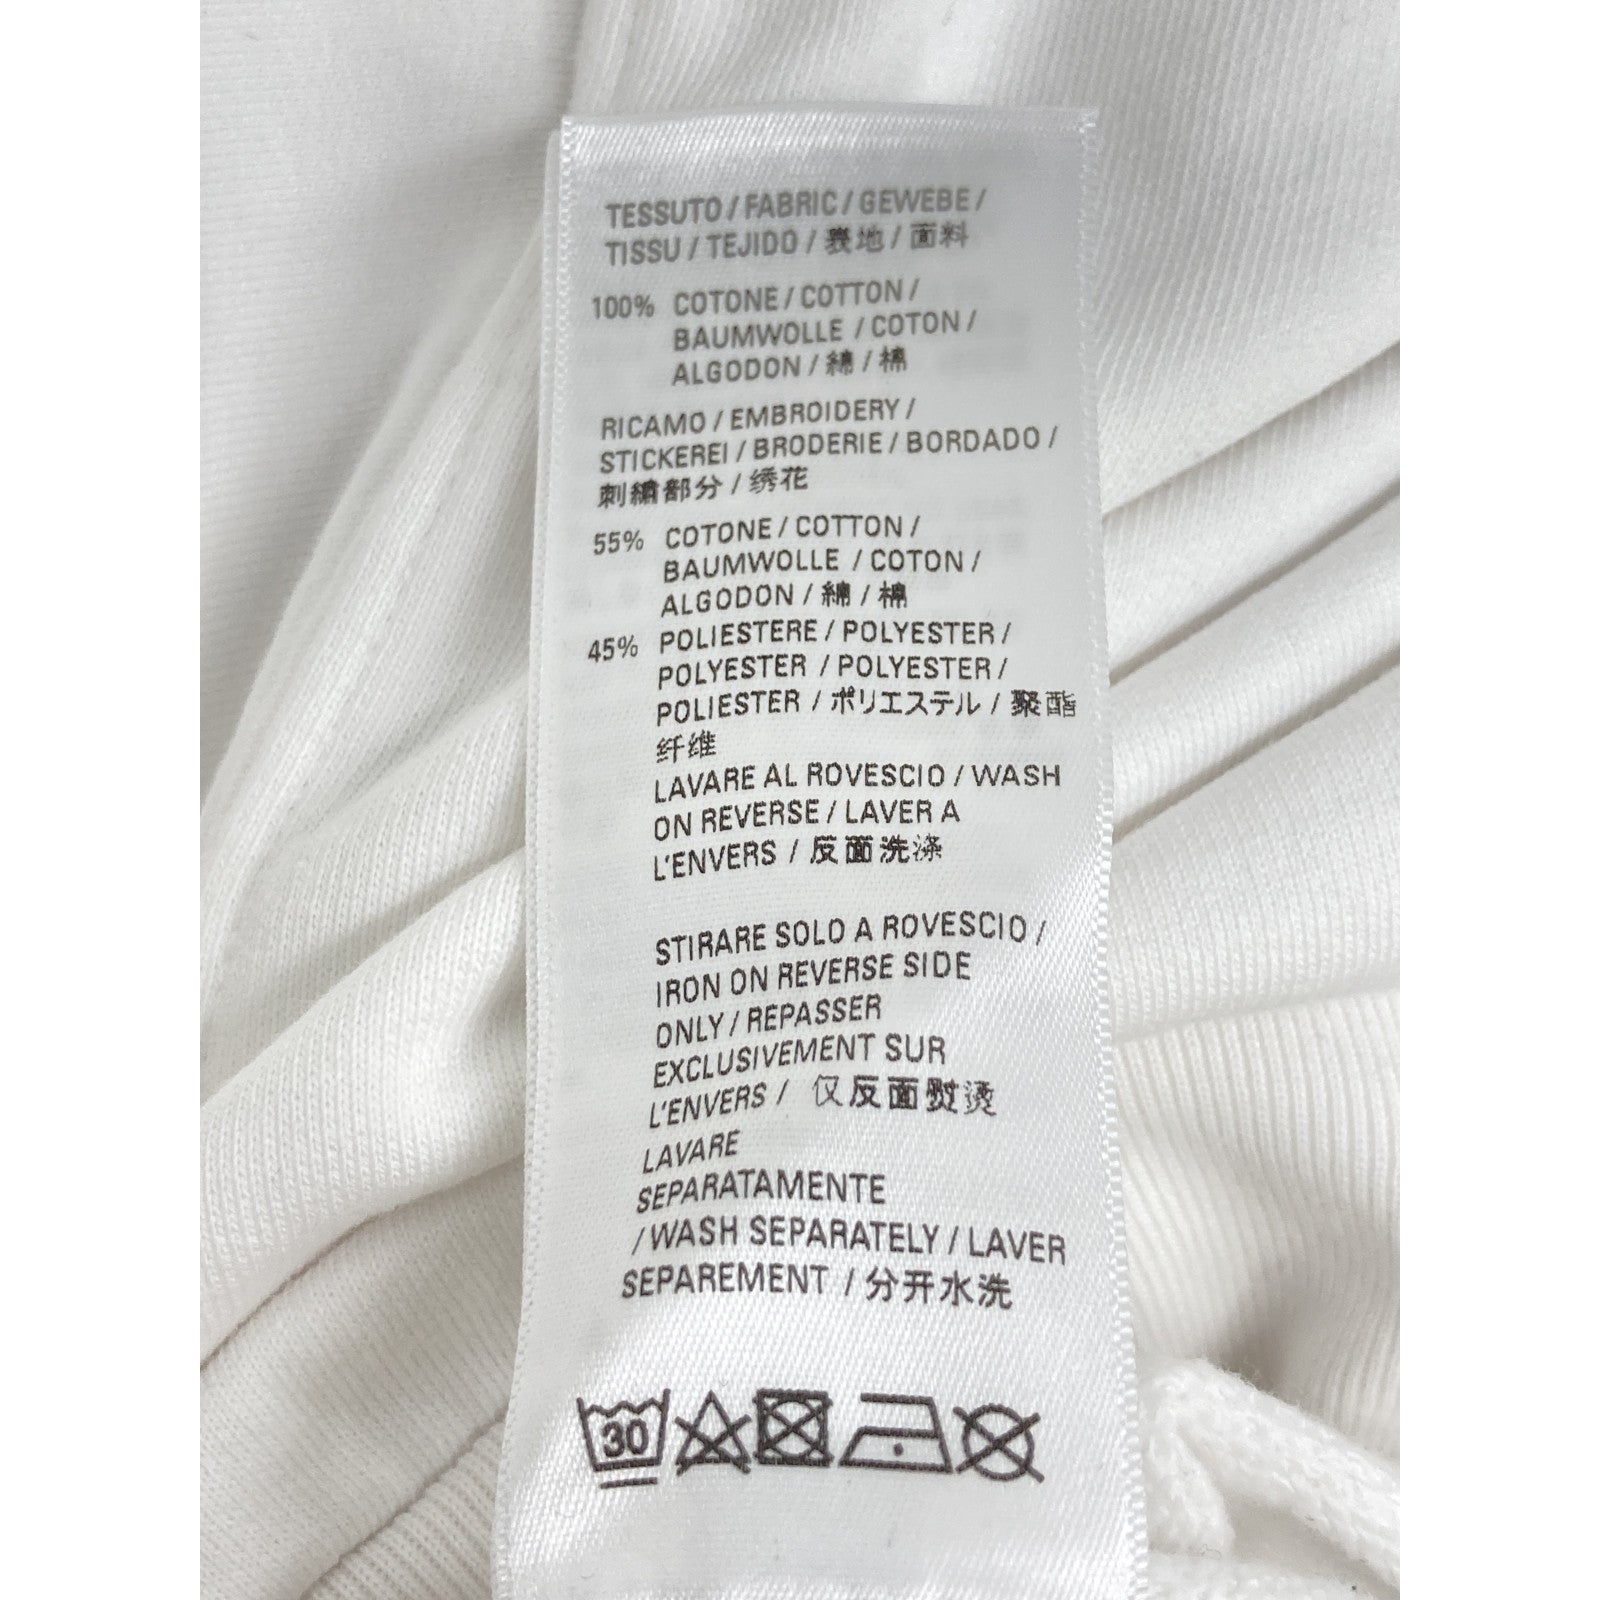 TESSUTO / FABRIC / GEWEBE /
TISSU / TEJIDO / 表地 / 面料
100% COTONE / COTTON /
BAUMWOLLE / COTON /
ALGODON / 綿 / 棉
RICAMO / EMBROIDERY /
STICKEREI / BRODERIE / BORDADO /
刺繍部分 / 绣花
55% COTONE / COTTON /
BAUMWOLLE / COTON /
ALGODON / 綿 / 棉
45% POLIESTERE / POLYESTER /
POLYESTER / POLYESTER /
POLIESTER / ポリエステル / 聚酯
纤维
LAVARE AL ROVESCIO / WASH
ON REVERSE / LAVER A
L'ENVERS / 反面洗涤
STIRARE SOLO A ROVESCIO /
IRON ON REVERSE SIDE
ONLY / REPASSER
EXCLUSIVEMENT SUR
L'ENVERS / 仅反面熨烫
LAVARE
SEPARATAMENTE
/ WASH SEPARATELY / LAVER
SEPAREMENT / 分开水洗
30